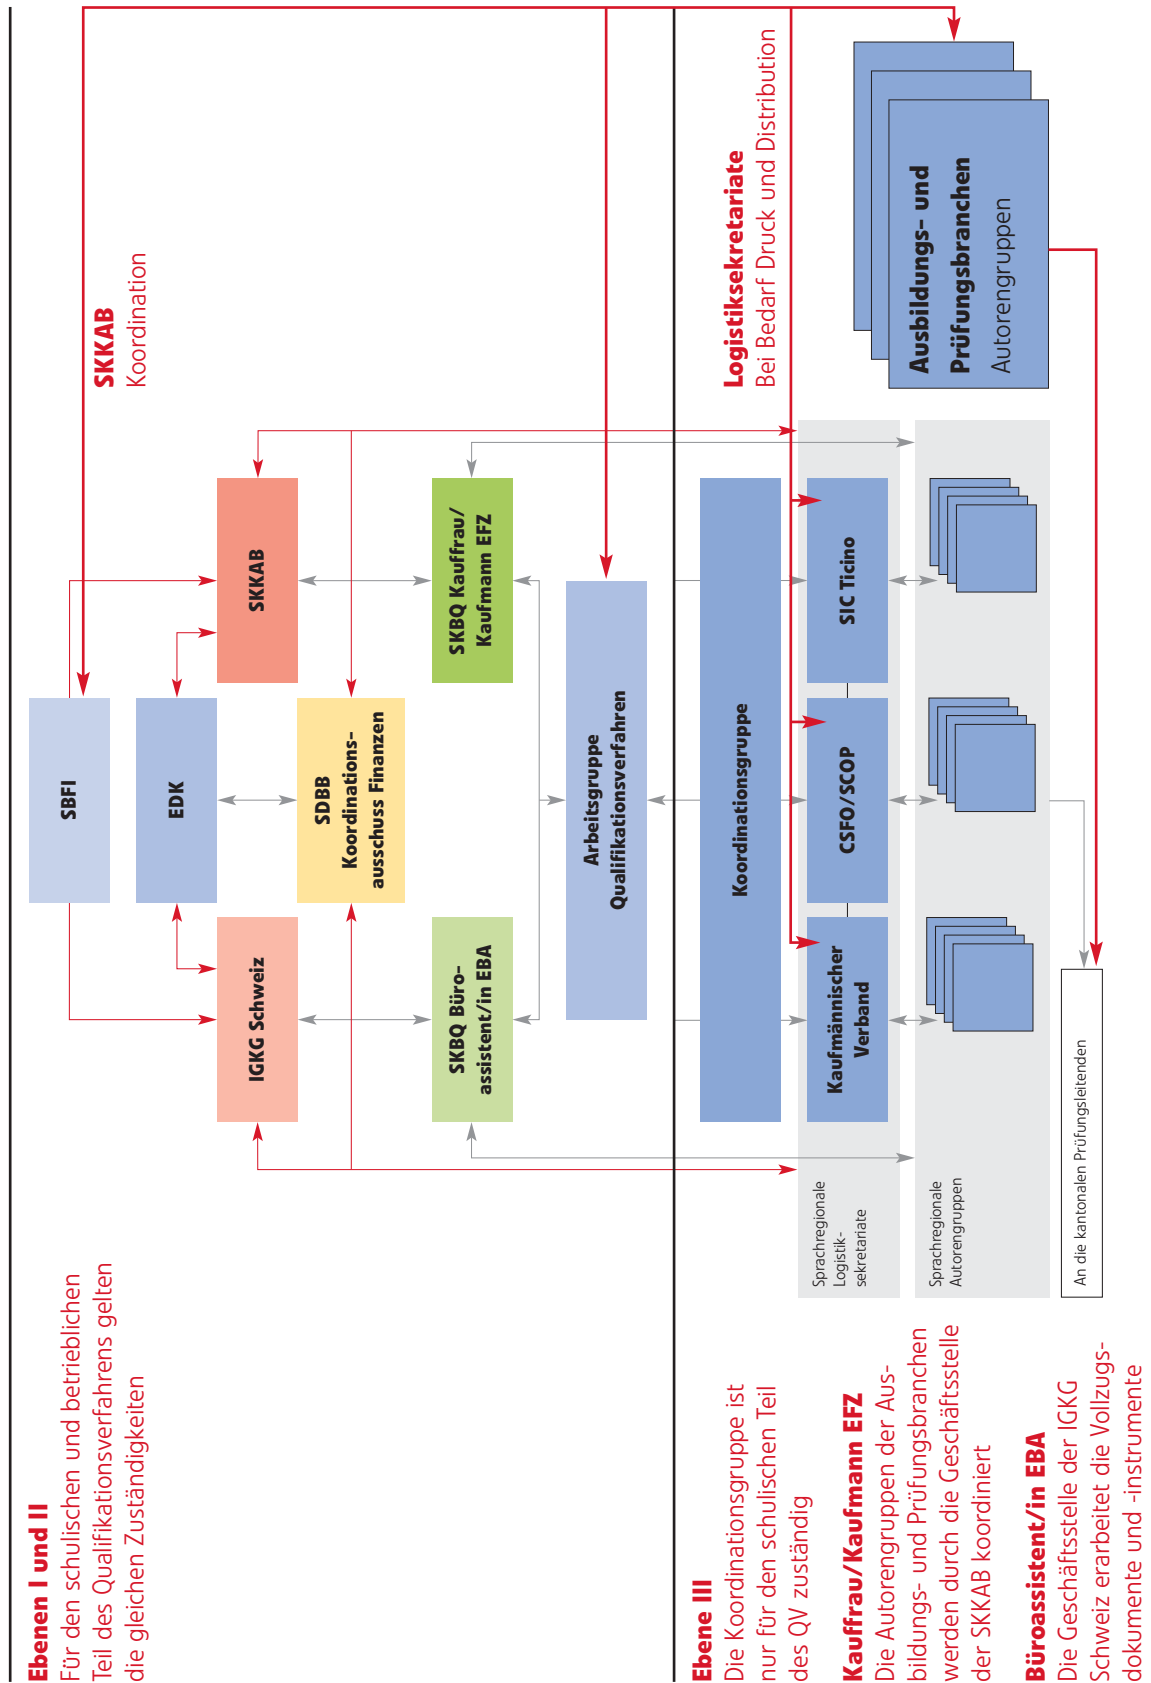 Ebenen I und II
Für den schulischen und betrieblichen
Teil des Qualifikationsverfahrens gelten
die gleichen Zuständigkeiten
SKKAB
Koordination
SBFI
EDK
IGKG Schweiz
SKKAB
SDBB
Koordinations-
ausschuss Finanzen
SKBQ Büro-
assistent/in EBA
SKBQ Kauffrau/
Kaufmann EFZ
Arbeitsgruppe
Qualifikationsverfahren
Ebene III
Die Koordinationsgruppe ist
nur für den schulischen Teil
des QV zuständig
Kauffrau/Kaufmann EFZ
Die Autorengruppen der Aus-
bildungs- und Prüfungsbranchen
werden durch die Geschäftsstelle
der SKKAB koordiniert
Büroassistent/in EBA
Die Geschäftsstelle der IGKG
Schweiz erarbeitet die Vollzugs-
dokumente und -instrumente
Koordinationsgruppe
Logistiksekretariate
Bei Bedarf Druck und Distribution
Sprachregionale
Logistik-
sekretariate
Kaufmännischer
Verband
CSFO/SCOP
SIC Ticino
Sprachregionale
Autorengruppen
Ausbildungs- und
Prüfungsbranchen
Autorengruppen
An die kantonalen Prüfungsleitenden